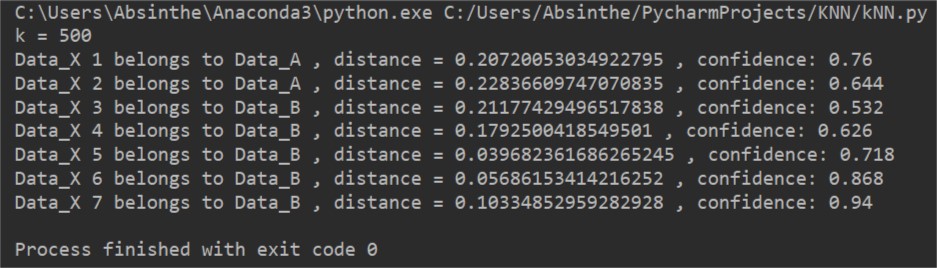 C:\Users\Absinthe\Anaconda3\python.exe C:/Users/Absinthe/PycharmProjects/KNN/kNN.py
k = 500
Data_X 1 belongs to Data_A , distance = 0.20720053034922795 , confidence: 0.76
Data_X 2 belongs to Data_A , distance = 0.22836609747070835 , confidence: 0.644
Data_X 3 belongs to Data_B , distance = 0.21177429496517838 , confidence: 0.532
Data_X 4 belongs to Data_B , distance = 0.1792500418549501 , confidence: 0.626
Data_X 5 belongs to Data_B , distance = 0.039682361686265245 , confidence: 0.718
Data_X 6 belongs to Data_B , distance = 0.05686153414216252 , confidence: 0.868
Data_X 7 belongs to Data_B , distance = 0.10334852959282928 , confidence: 0.94
Process finished with exit code 0